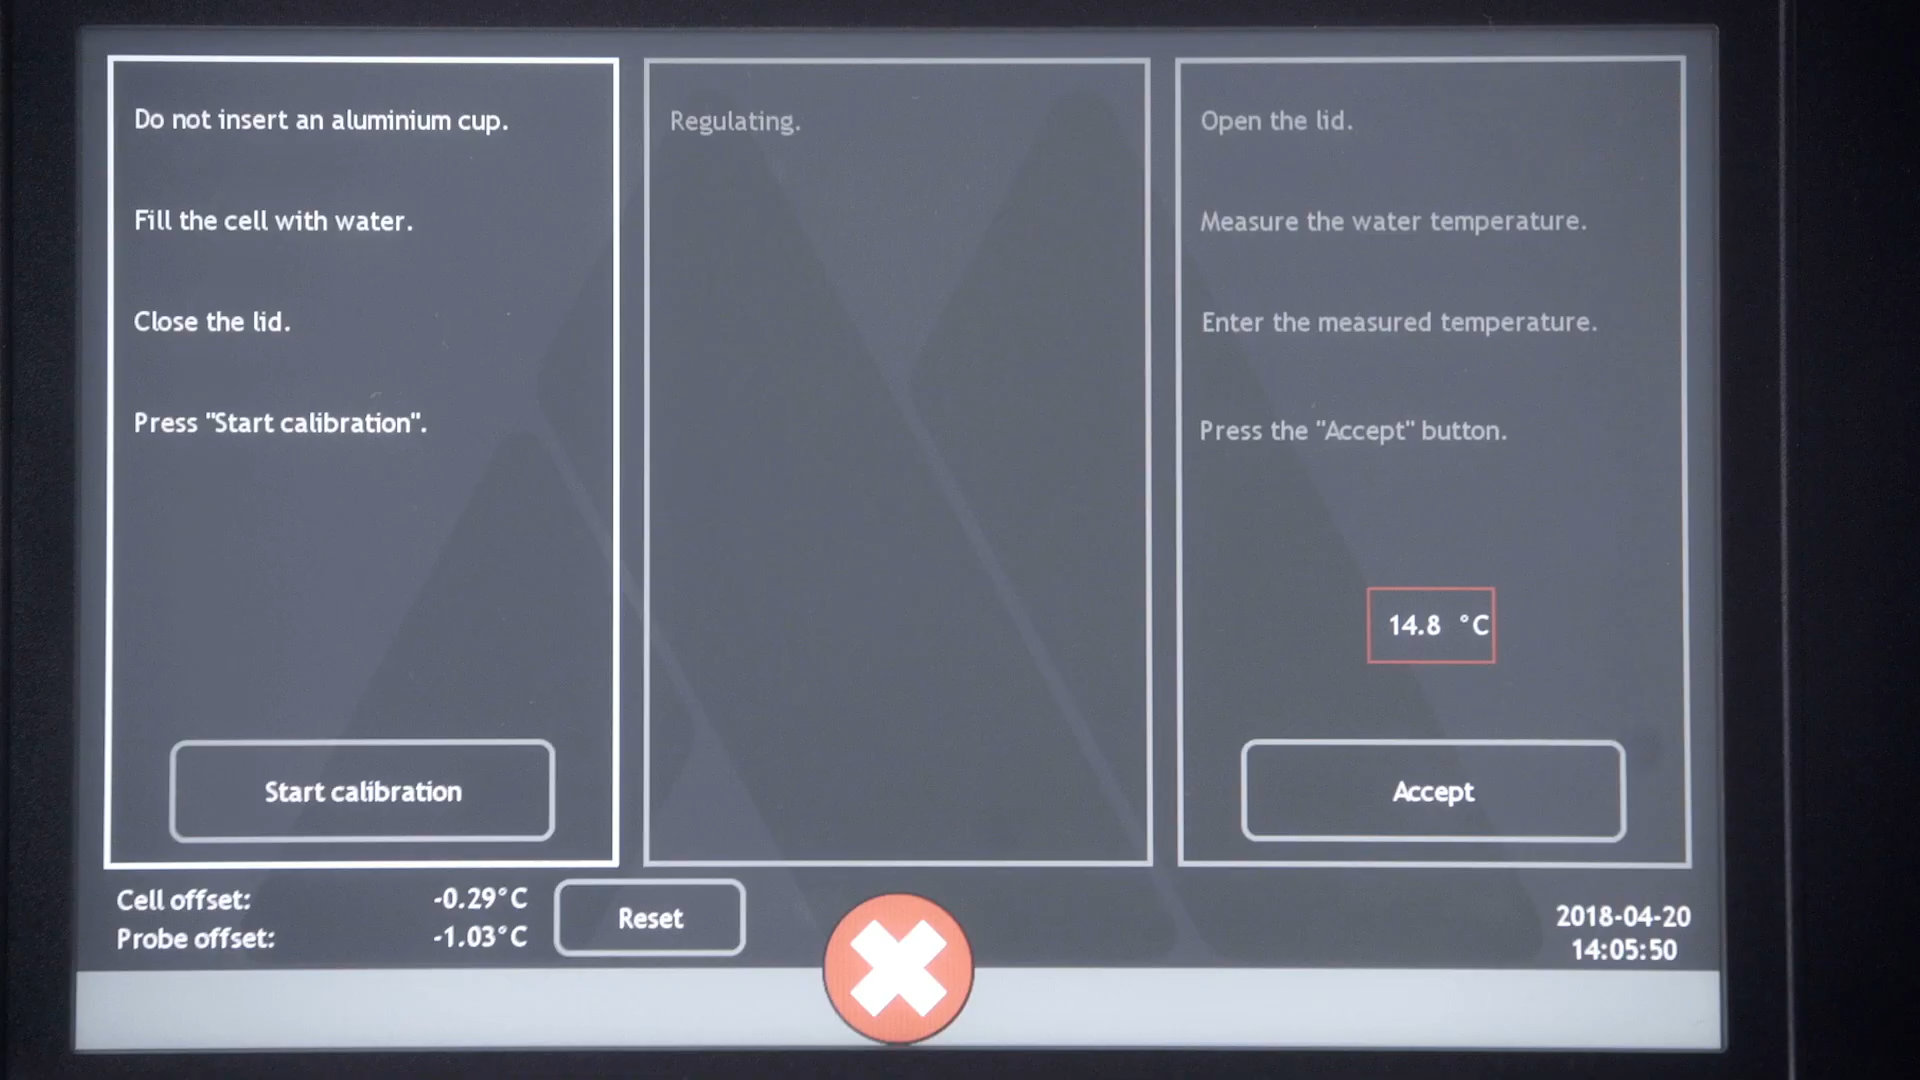 Do not insert an aluminium cup.
Fill the cell with water.
Close the lid.
Press "Start calibration".
Start calibration
Regulating.
Open the lid.
Measure the water temperature.
Enter the measured temperature.
Press the "Accept" button.
14.8 °C
Accept
Cell offset: -0.29°C
Probe offset: -1.03°C
Reset
2018-04-20
14:05:50